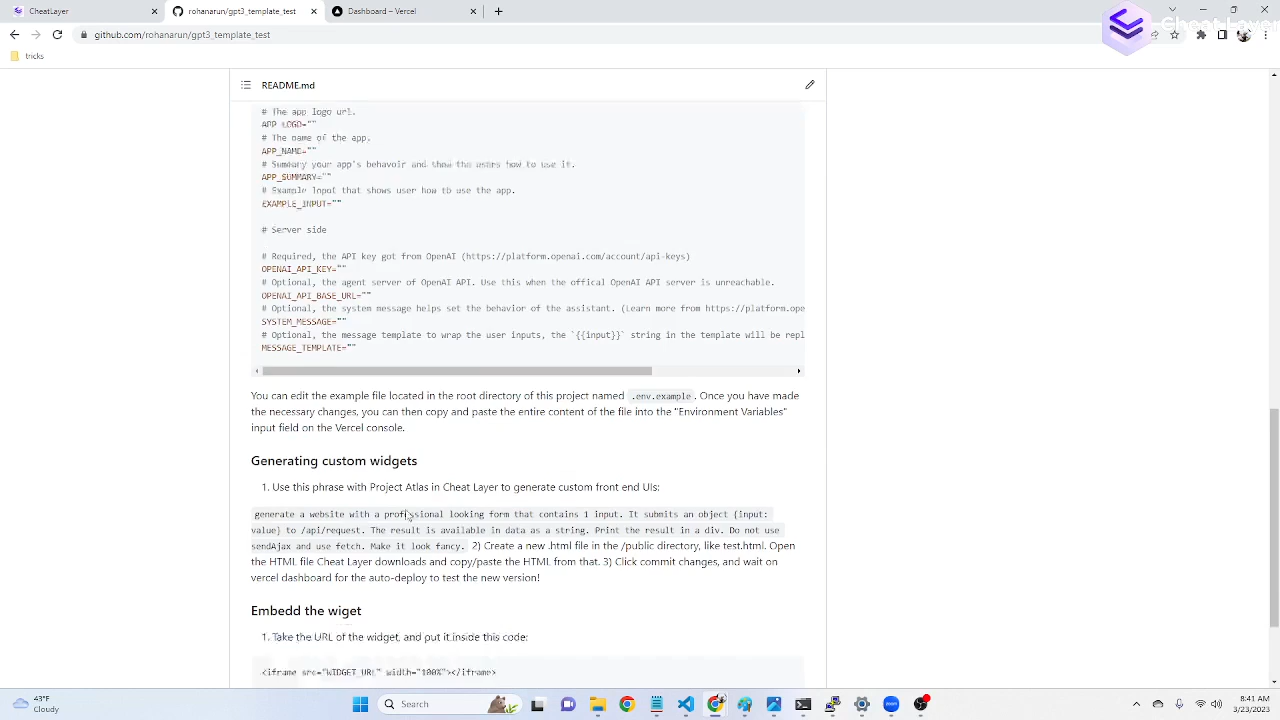 CheatLayer
rohanarun/gpt3_template_test
Dashboard – Vercel
github.com/rohanarun/gpt3_template_test
tricks
README.md
# The app logo url.
APP_LOGO=""
# The name of the app.
APP_NAME=""
# Summary your app's behavoir and show the users how to use it.
APP_SUMMARY=""
# Example input that shows user how to use the app.
EXAMPLE_INPUT=""
# Server side
# Required, the API key got from OpenAI (https://platform.openai.com/account/api-keys)
OPENAI_API_KEY=""
# Optional, the agent server of OpenAI API. Use this when the offical OpenAI API server is unreachable.
OPENAI_API_BASE_URL=""
# Optional, the system message helps set the behavior of the assistant. (Learn more from https://platform.ope
SYSTEM_MESSAGE=""
# Optional, the message template to wrap the user inputs, the `{{input}}` string in the template will be repl
MESSAGE_TEMPLATE=""
You can edit the example file located in the root directory of this project named .env.example. Once you have made
the necessary changes, you can then copy and paste the entire content of the file into the "Environment Variables"
input field on the Vercel console.
Generating custom widgets
1. Use this phrase with Project Atlas in Cheat Layer to generate custom front end UIs:
generate a website with a professional looking form that contains 1 input. It submits an object {input:
value} to /api/request. The result is available in data as a string. Print the result in a div. Do not use
sendAjax and use fetch. Make it look fancy. 2) Create a new .html file in the /public directory, like test.html. Open
the HTML file Cheat Layer downloads and copy/paste the HTML from that. 3) Click commit changes, and wait on
vercel dashboard for the auto-deploy to test the new version!
Embedd the wiget
1. Take the URL of the widget, and put it inside this code:
<iframe src="WIDGET_URL" width="100%"></iframe>
43°F
Cloudy
Search
zoom
8:41 AM
3/23/2023